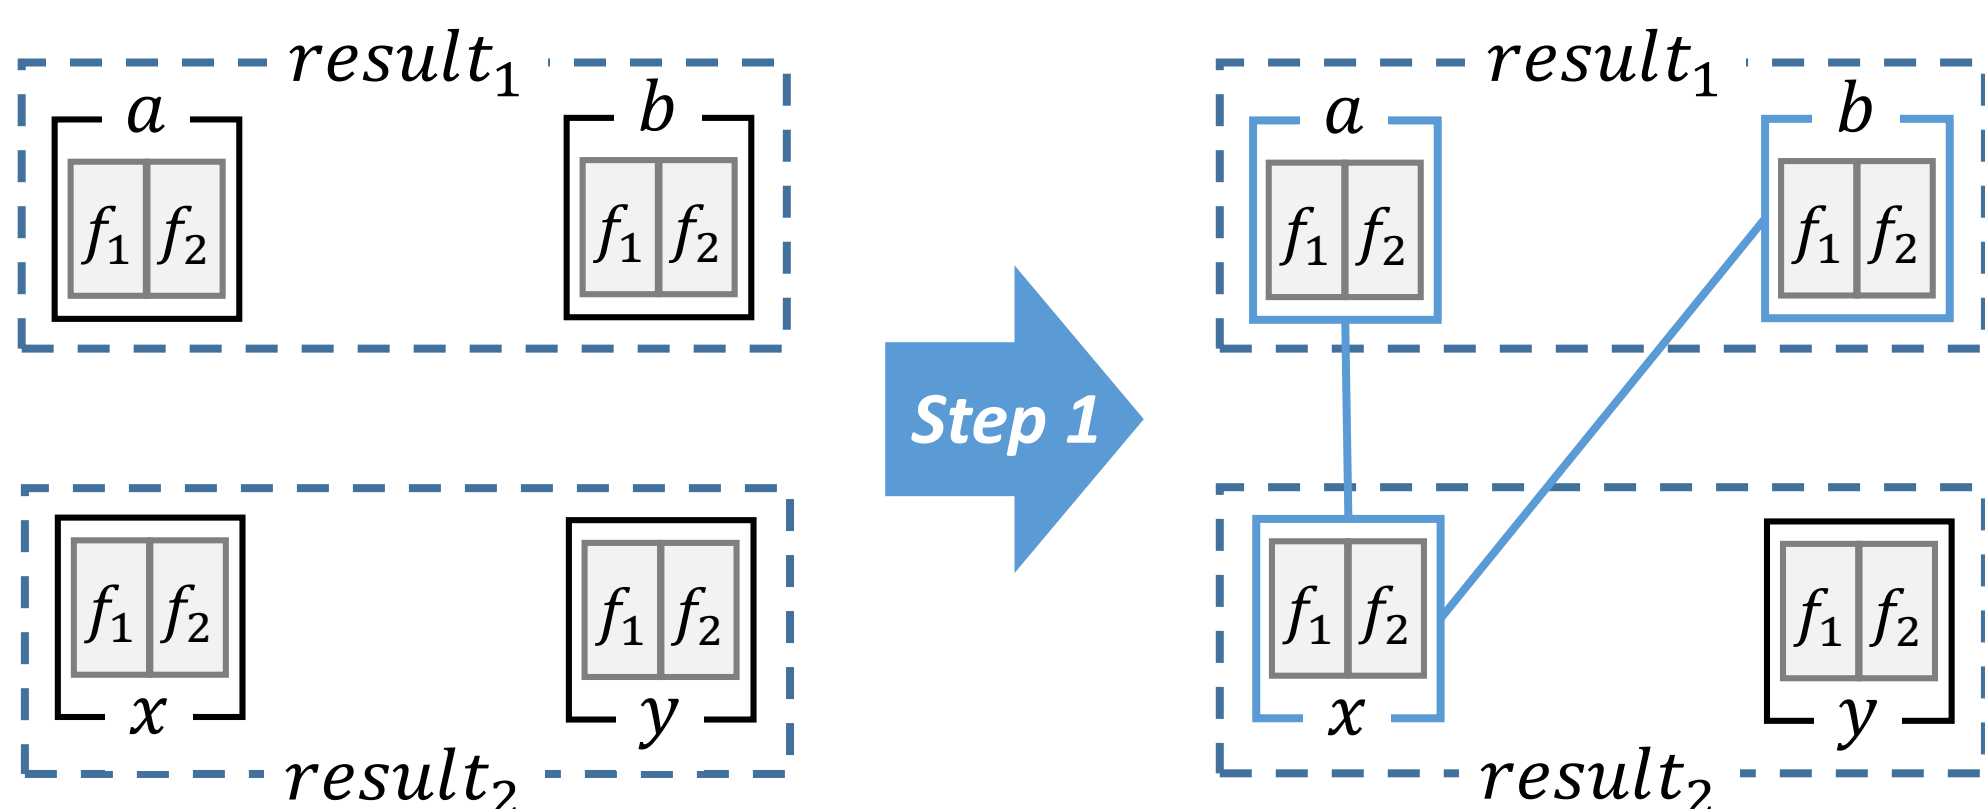 result₁ result₁
a b a b
f₁ f₂ f₁ f₂ f₁ f₂ f₁ f₂
Step 1
f₁ f₂ f₁ f₂ f₁ f₂ f₁ f₂
x y x y
result₂ result₂